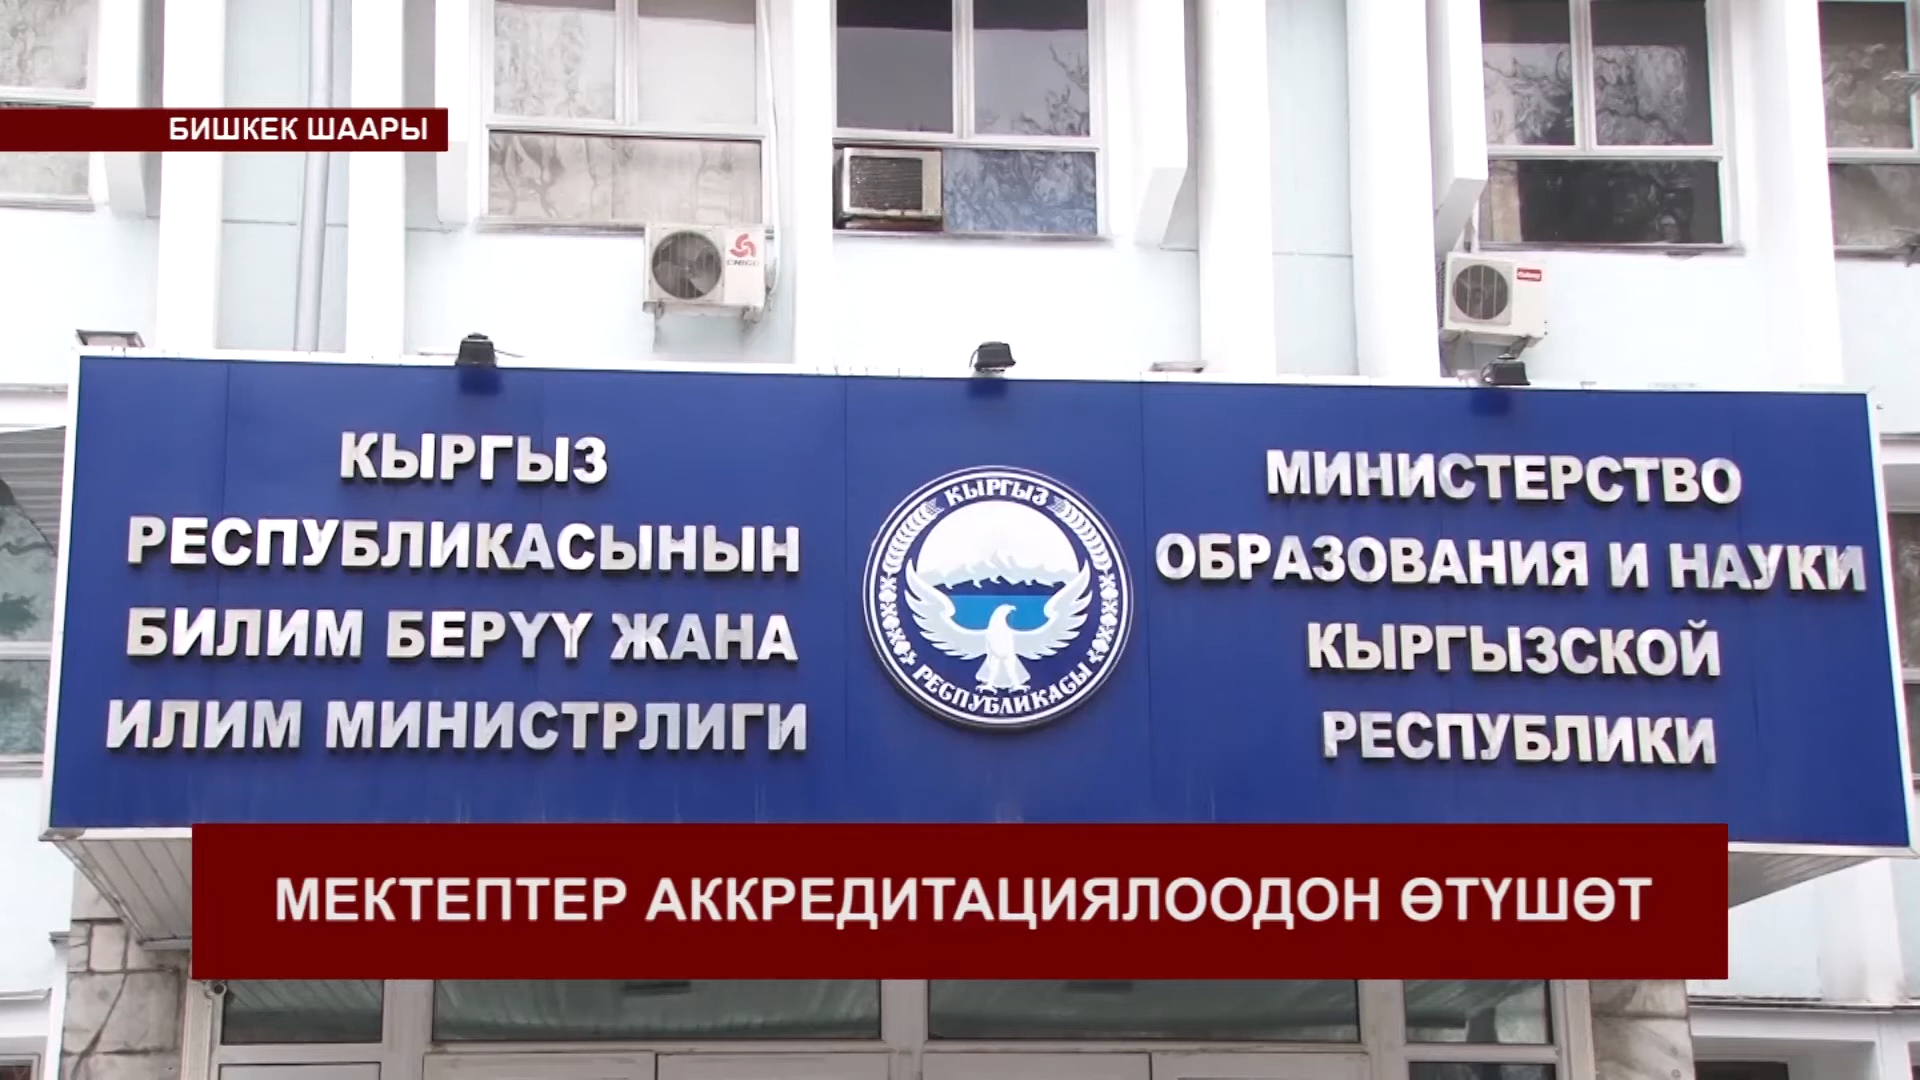 БИШКЕК ШААРЫ
CHIGO
КЫРГЫЗ
РЕСПУБЛИКАСЫНЫН
БИЛИМ БЕРҮҮ ЖАНА
ИЛИМ МИНИСТРЛИГИ
КЫРГЫЗ
РЕСПУБЛИКАСЫ
МИНИСТЕРСТВО
ОБРАЗОВАНИЯ И НАУКИ
КЫРГЫЗСКОЙ
РЕСПУБЛИКИ
МЕКТЕПТЕР АККРЕДИТАЦИЯЛООДОН ӨТҮШӨТ